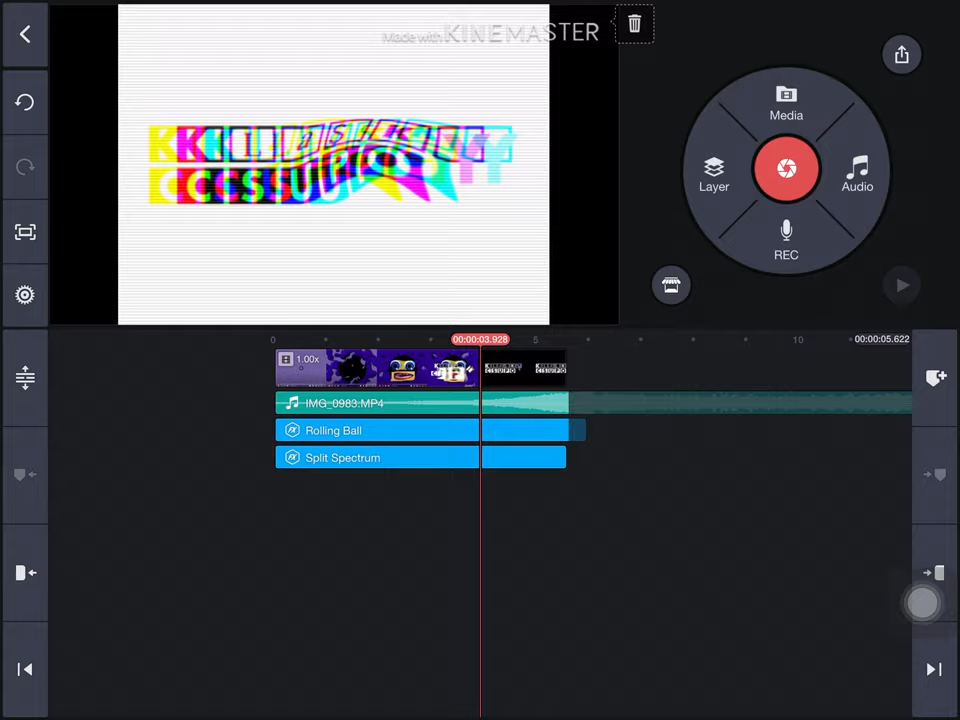 Made with KINEMASTER
Media
Layer
Audio
REC
0
00:00:03.928
5
10
00:00:05.622
1.00x
IMG_0983.MP4
Rolling Ball
Split Spectrum